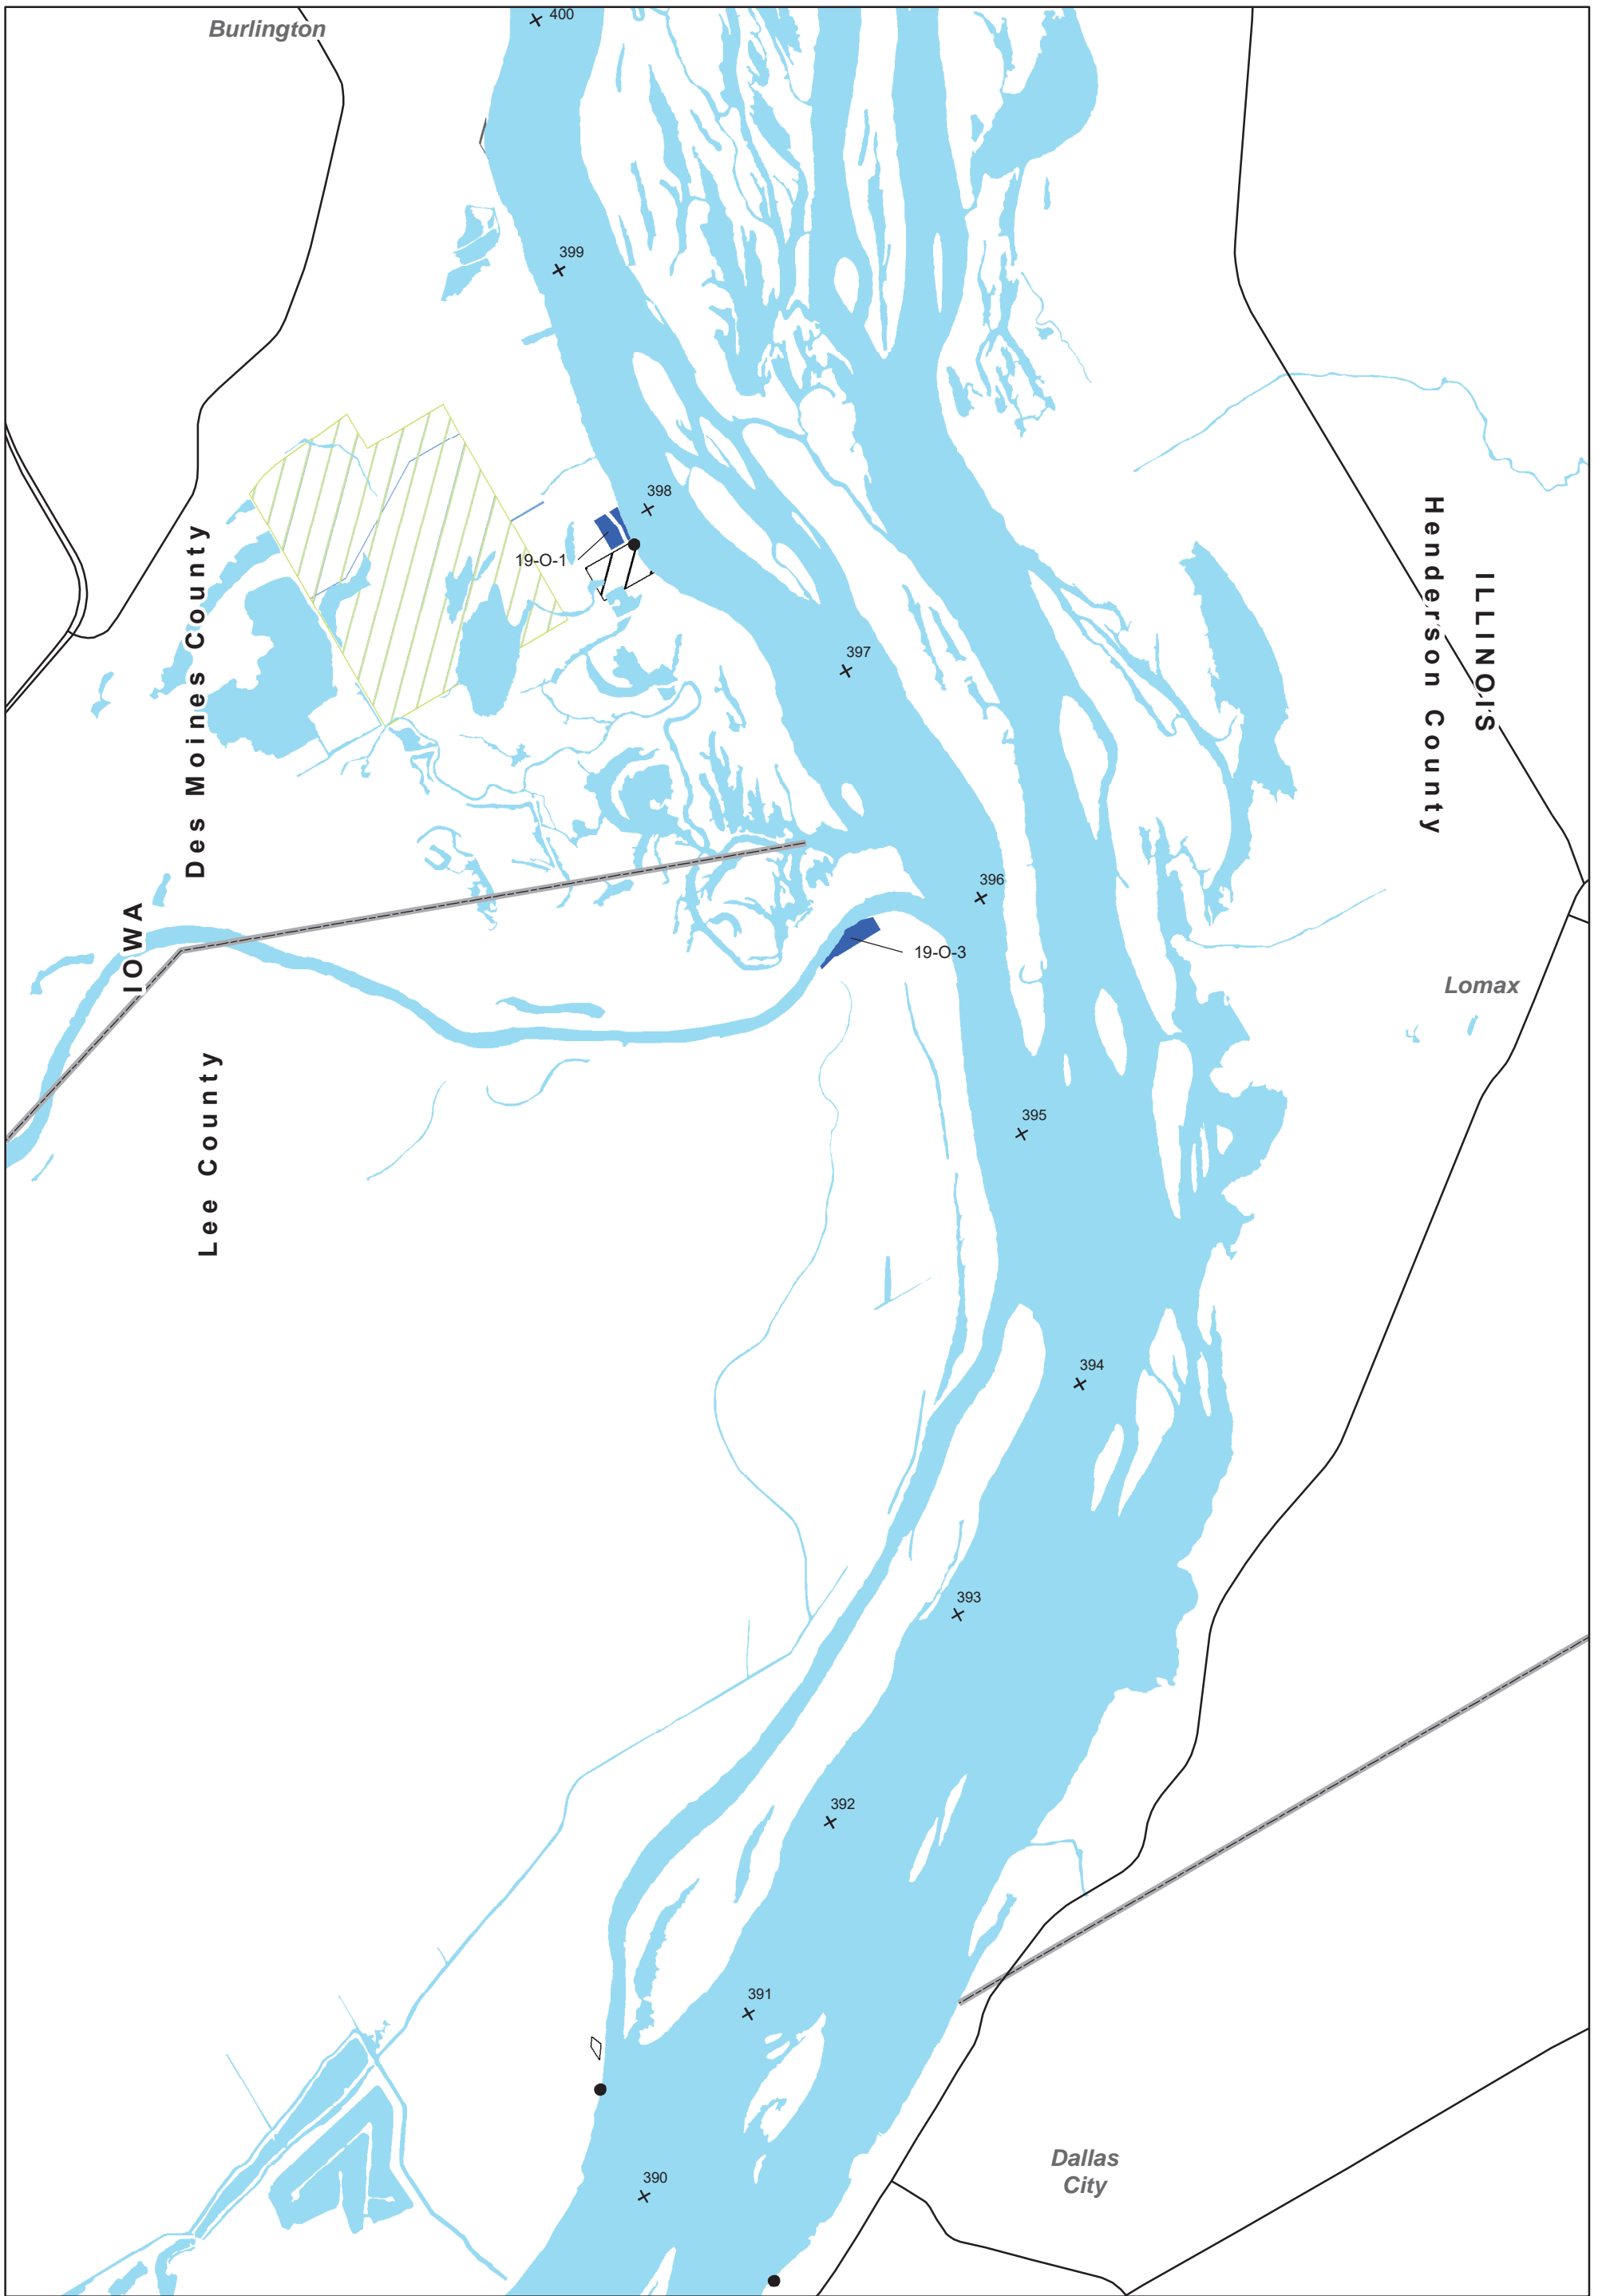 Burlington
400
399
398
19-O-1
397
Des Moines County
Henderson County
ILLINOIS
396
IOWA
19-O-3
Lomax
Lee County
395
394
393
392
391
390
Dallas
City